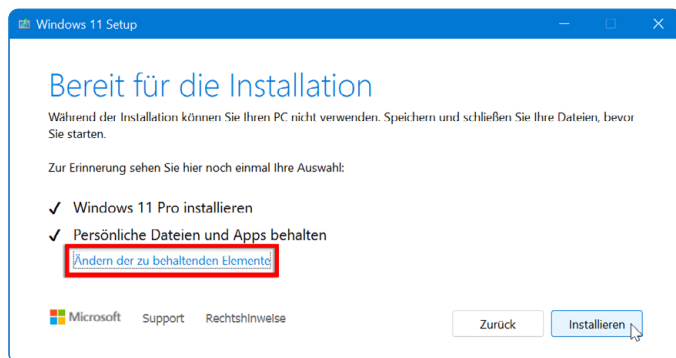 Windows 11 Setup
Bereit für die Installation
Während der Installation können Sie Ihren PC nicht verwenden. Speichern und schließen Sie Ihre Dateien, bevor
Sie starten.
Zur Erinnerung sehen Sie hier noch einmal Ihre Auswahl:
✓ Windows 11 Pro installieren
✓ Persönliche Dateien und Apps behalten
Ändern der zu behaltenden Elemente
Microsoft Support Rechtshinweise Zurück Installieren